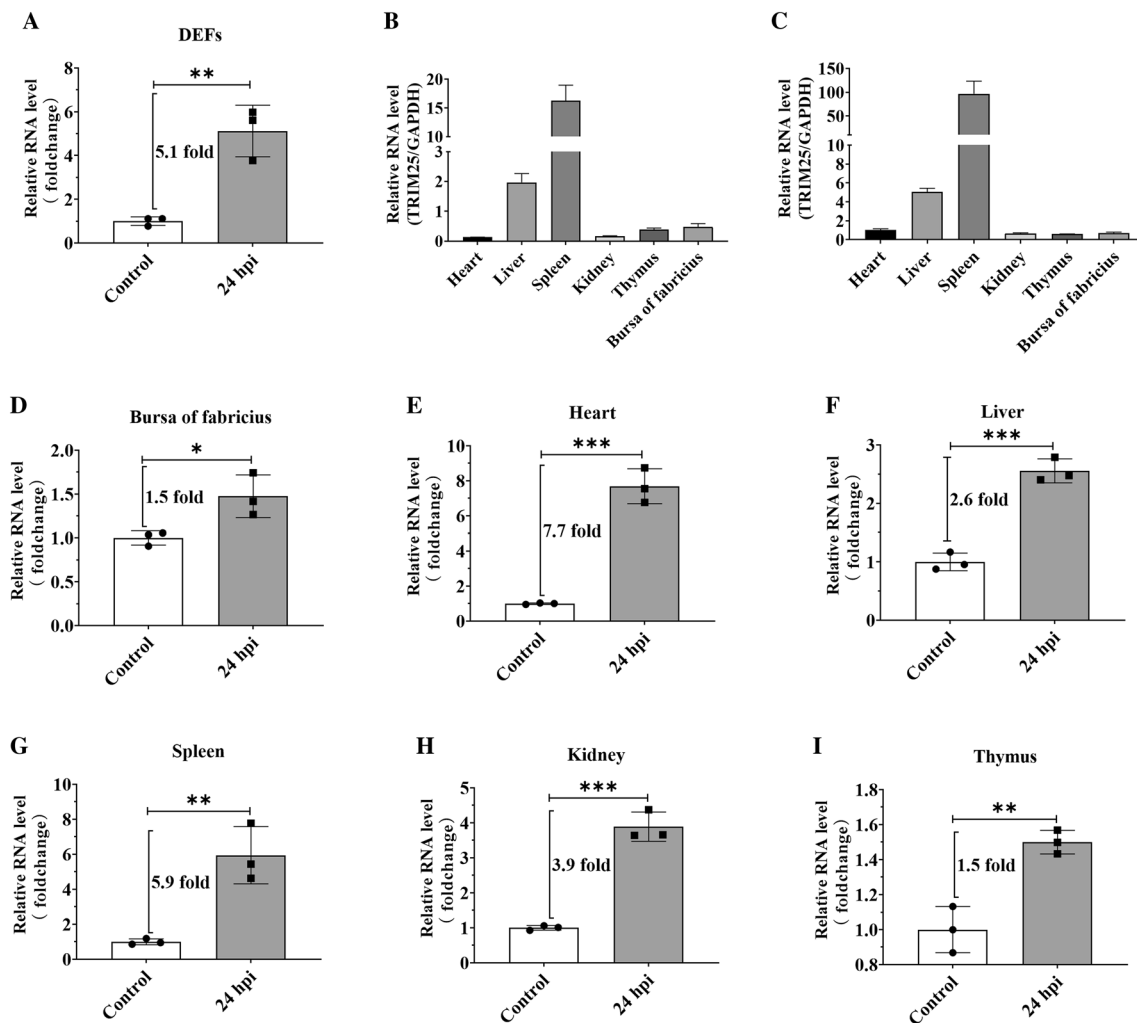 A
DEFs
Relative RNA level
( foldchange)
8
6
4
2
0
**
5.1 fold
Control
24 hpi
B
Relative RNA level
(TRIM25/GAPDH)
20
15
10
5
3
2
1
0
Heart
Liver
Spleen
Kidney
Thymus
Bursa of fabricius
C
Relative RNA level
(TRIM25/GAPDH)
150
100
50
10
8
6
4
2
0
Heart
Liver
Spleen
Kidney
Thymus
Bursa of fabricius
D
Bursa of fabricius
Relative RNA level
( foldchange)
2.0
1.5
1.0
0.5
0.0
*
1.5 fold
Control
24 hpi
E
Heart
Relative RNA level
( foldchange)
10
8
6
4
2
0
***
7.7 fold
Control
24 hpi
F
Liver
Relative RNA level
( foldchange)
3
2
1
0
***
2.6 fold
Control
24 hpi
G
Spleen
Relative RNA level
( foldchange)
10
8
6
4
2
0
**
5.9 fold
Control
24 hpi
H
Kidney
Relative RNA level
( foldchange)
5
4
3
2
1
0
***
3.9 fold
Control
24 hpi
I
Thymus
Relative RNA level
( foldchange)
1.8
1.6
1.4
1.2
1.0
0.8
**
1.5 fold
Control
24 hpi